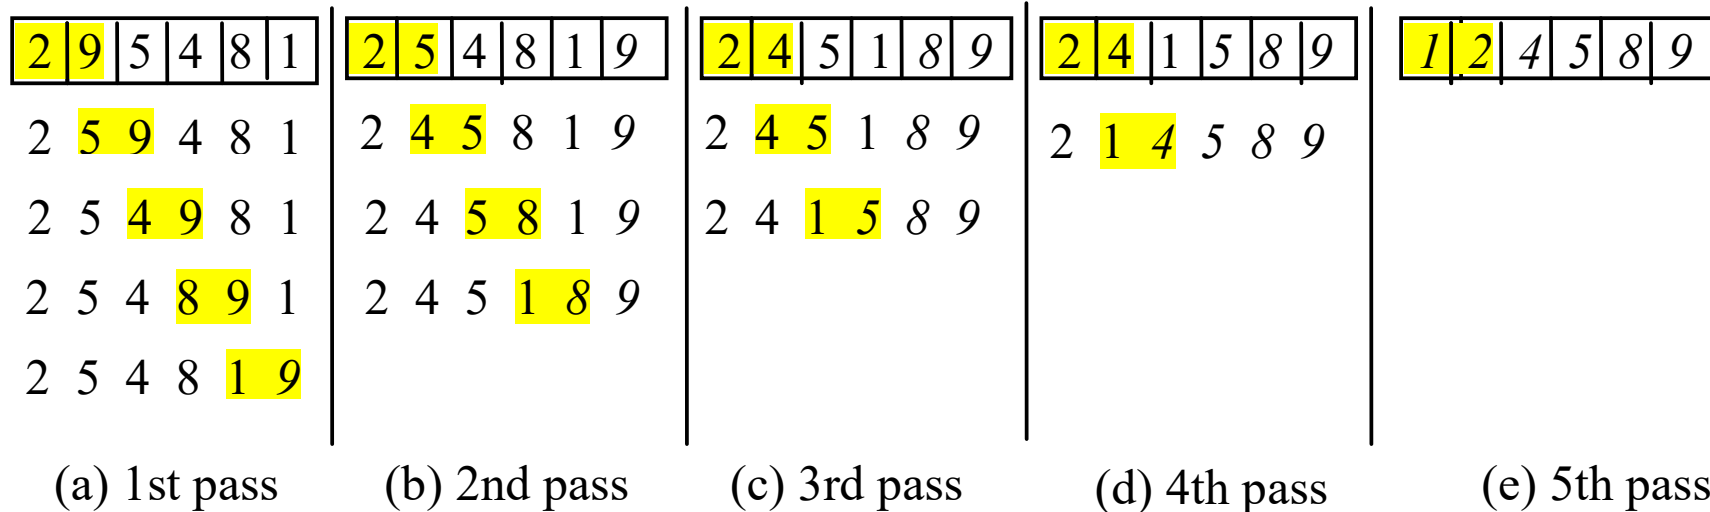 2 9 5 4 8 1
2 5 9 4 8 1
2 5 4 9 8 1
2 5 4 8 9 1
2 5 4 8 1 9
(a) 1st pass
2 5 4 8 1 9
2 4 5 8 1 9
2 4 5 8 1 9
2 4 5 1 8 9
(b) 2nd pass
2 4 5 1 8 9
2 4 5 1 8 9
2 4 1 5 8 9
(c) 3rd pass
2 4 1 5 8 9
2 1 4 5 8 9
(d) 4th pass
1 2 4 5 8 9
(e) 5th pass